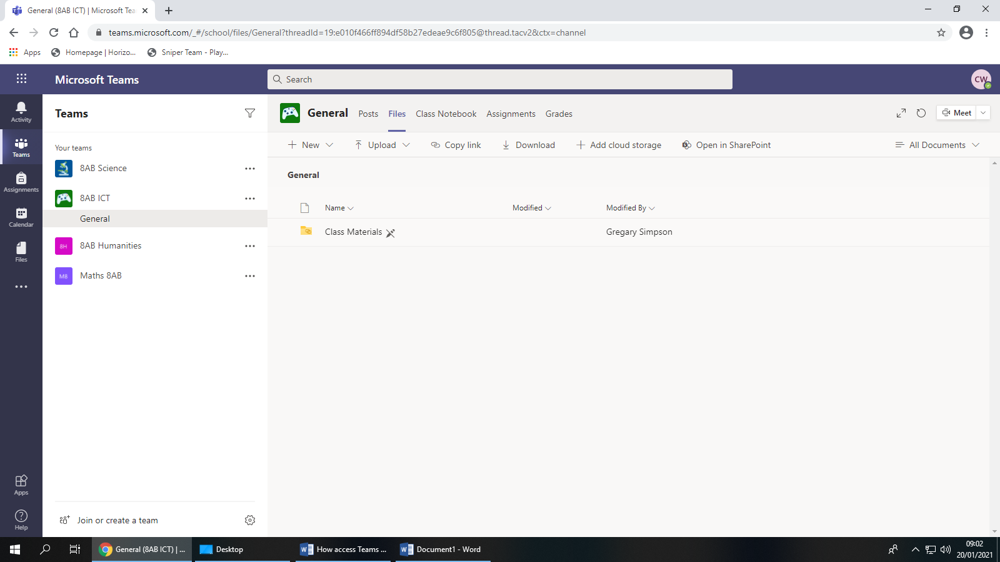 General (8AB ICT) | Microsoft Tea
teams.microsoft.com/_#/school/files/General?threadId=19:e010f466ff894df58b27edeae9c6f805@thread.tacv2&ctx=channel
Apps Homepage | Horizo... Sniper Team - Play...
Microsoft Teams Search CW
Activity
Teams
Assignments
Calendar
Files
Apps
Help
Teams
Your teams
8AB Science
8AB ICT
General
8H 8AB Humanities
M8 Maths 8AB
Join or create a team
General Posts Files Class Notebook Assignments Grades Meet
New Upload Copy link Download Add cloud storage Open in SharePoint All Documents
General
Name Modified Modified By
Class Materials Gregary Simpson
General (8AB ICT) | ... Desktop How access Teams ... Document1 - Word
09:02
20/01/2021